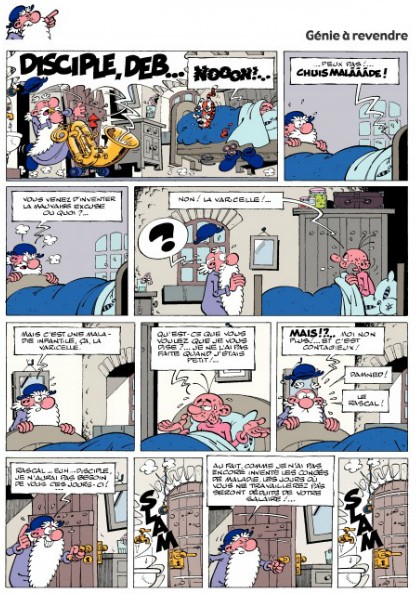 Génie à revendre
DISCIPLE, DEB...
NOOON!...
...PEUX PAS!...
CHUIS MALÂÂÂDE!
VOUS VENEZ D'INVENTER
LA MAUVAISE EXCUSE
OU QUOI?...
NON! LA VARICELLE!...
?
MAIS C'EST UNE MALA-
DIE INFANTILE, ÇA, LA
VARICELLE.
QU'EST-CE QUE VOUS
VOULEZ QUE JE VOUS
DISE?... JE NE L'AI PAS
FAITE QUAND J'ÉTAIS
PETIT!...
MAIS!?... MOI NON
PLUS!... ET C'EST
CONTAGIEUX!
DAMNED!
LE
RASCAL!
RASCAL... EUH... DISCIPLE,
JE N'AURAI PAS BESOIN
DE VOUS CES JOURS-CI!
SLAM
AU FAIT, COMME JE N'AI PAS
ENCORE INVENTÉ LES CONGÉS
DE MALADIE, LES JOURS OÙ
VOUS NE TRAVAILLEREZ PAS
SERONT DÉDUITS DE VOTRE
SALAIRE!...
SLAM